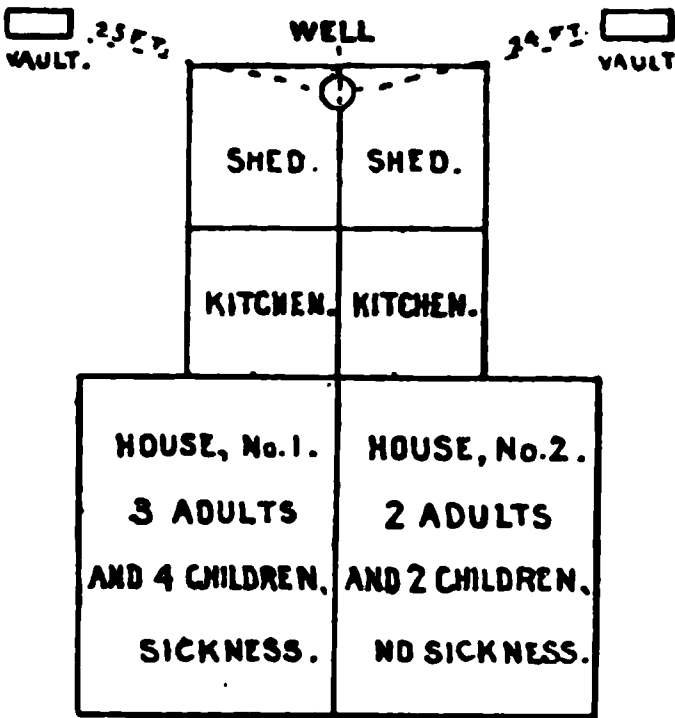 25 FT.
WELL
24 FT.
VAULT.
VAULT
SHED.
SHED.
KITCHEN.
KITCHEN.
HOUSE, No.1.
3 ADULTS
AND 4 CHILDREN.
SICKNESS.
HOUSE, No.2.
2 ADULTS
AND 2 CHILDREN.
NO SICKNESS.